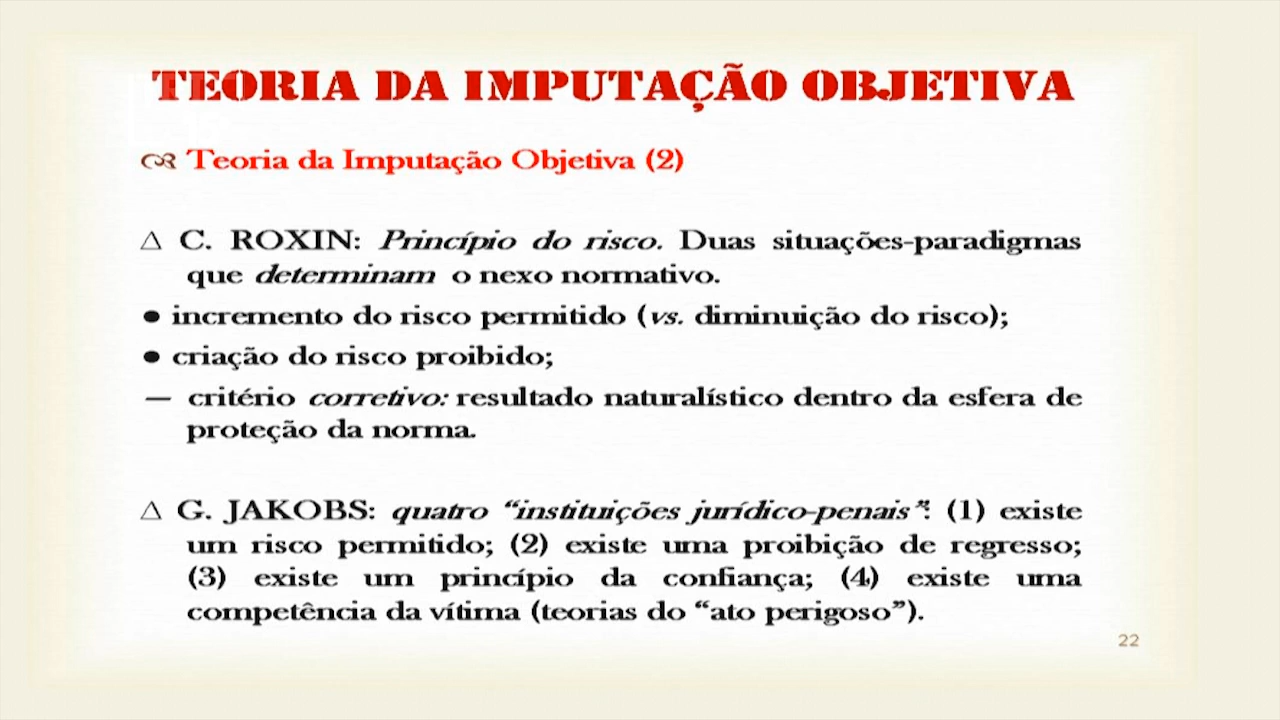 TEORIA DA IMPUTAÇÃO OBJETIVA
Teoria da Imputação Objetiva (2)
∆ C. ROXIN: Princípio do risco. Duas situações-paradigmas
que determinam o nexo normativo.
● incremento do risco permitido (vs. diminuição do risco);
● criação do risco proibido;
— critério corretivo: resultado naturalístico dentro da esfera de
proteção da norma.
∆ G. JAKOBS: quatro “instituições jurídico-penais”: (1) existe
um risco permitido; (2) existe uma proibição de regresso;
(3) existe um princípio da confiança; (4) existe uma
competência da vítima (teorias do “ato perigoso”).
22